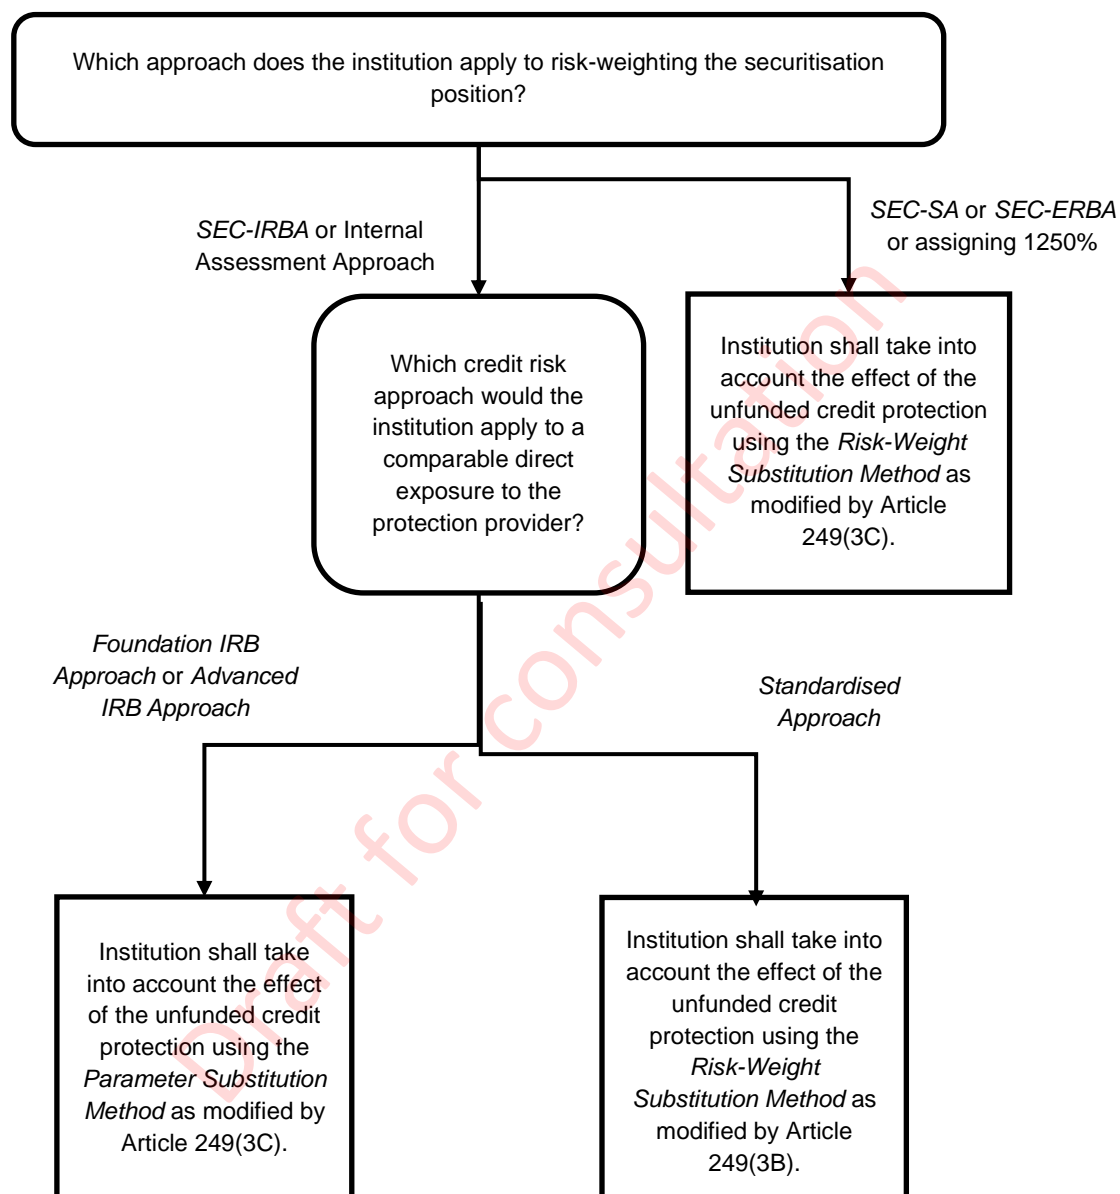 Which approach does the institution apply to risk-weighting the securitisation
position?
SEC-IRBA or Internal
Assessment Approach
SEC-SA or SEC-ERBA
or assigning 1250%
Which credit risk
approach would the
institution apply to a
comparable direct
exposure to the
protection provider?
Institution shall take into
account the effect of the
unfunded credit protection
using the Risk-Weight
Substitution Method as
modified by Article
249(3C).
Foundation IRB
Approach or Advanced
IRB Approach
Standardised
Approach
Institution shall take
into account the effect
of the unfunded credit
protection using the
Parameter Substitution
Method as modified by
Article 249(3C).
Institution shall take into
account the effect of the
unfunded credit
protection using the
Risk-Weight
Substitution Method as
modified by Article
249(3B).
Draft for consultation